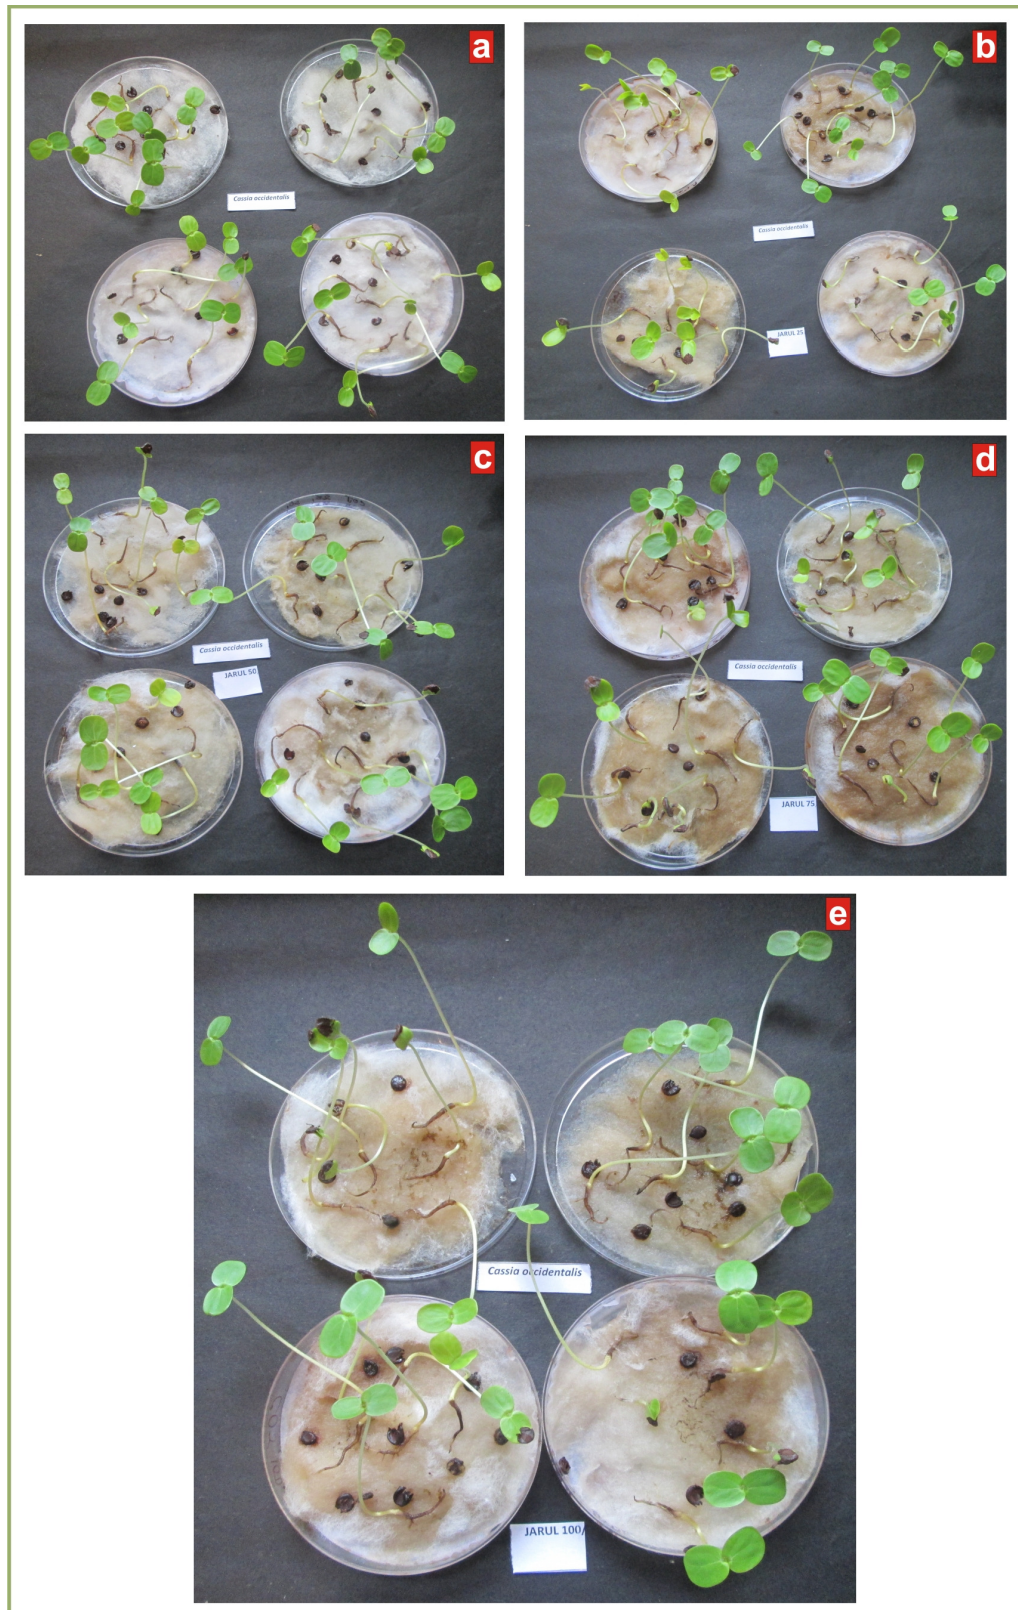 a
Cassia occidentalis
b
Cassia occidentalis
JARUL 25
c
Cassia occidentalis
JARUL 50
d
Cassia occidentalis
JARUL 75
e
Cassia occidentalis
JARUL 100/